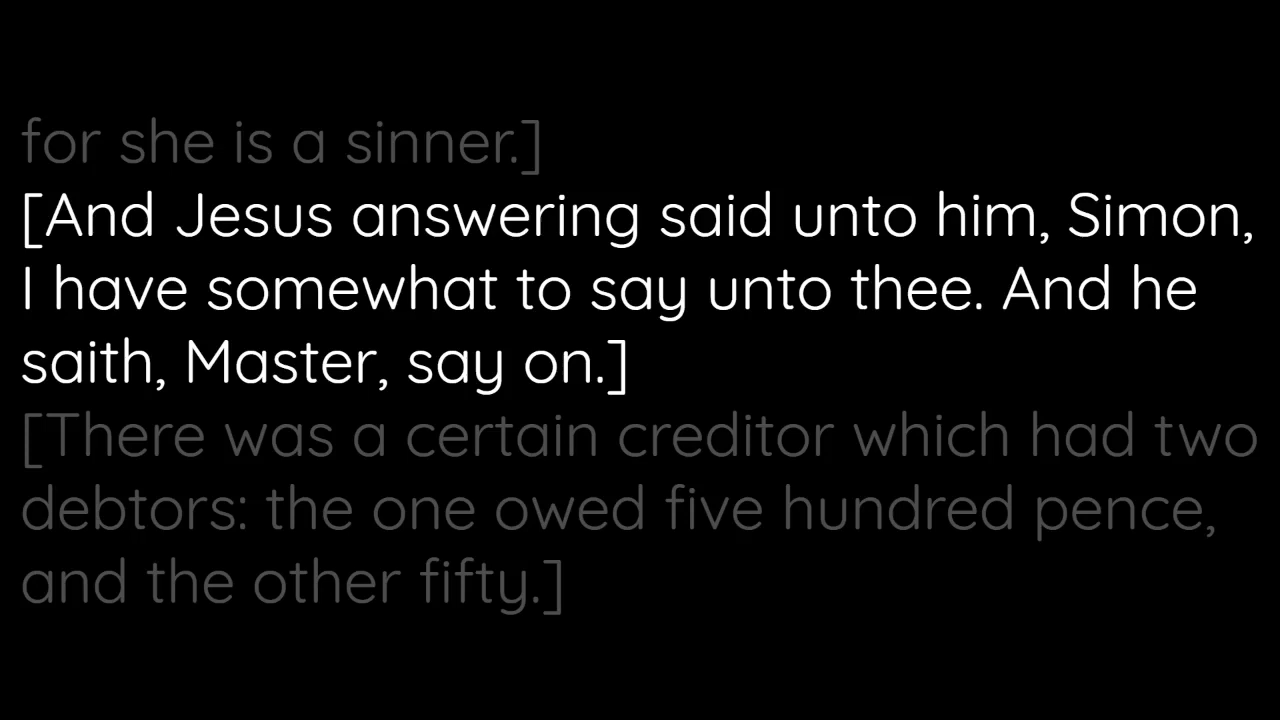 for she is a sinner.]
[And Jesus answering said unto him, Simon,
I have somewhat to say unto thee. And he
saith, Master, say on.]
[There was a certain creditor which had two
debtors: the one owed five hundred pence,
and the other fifty.]